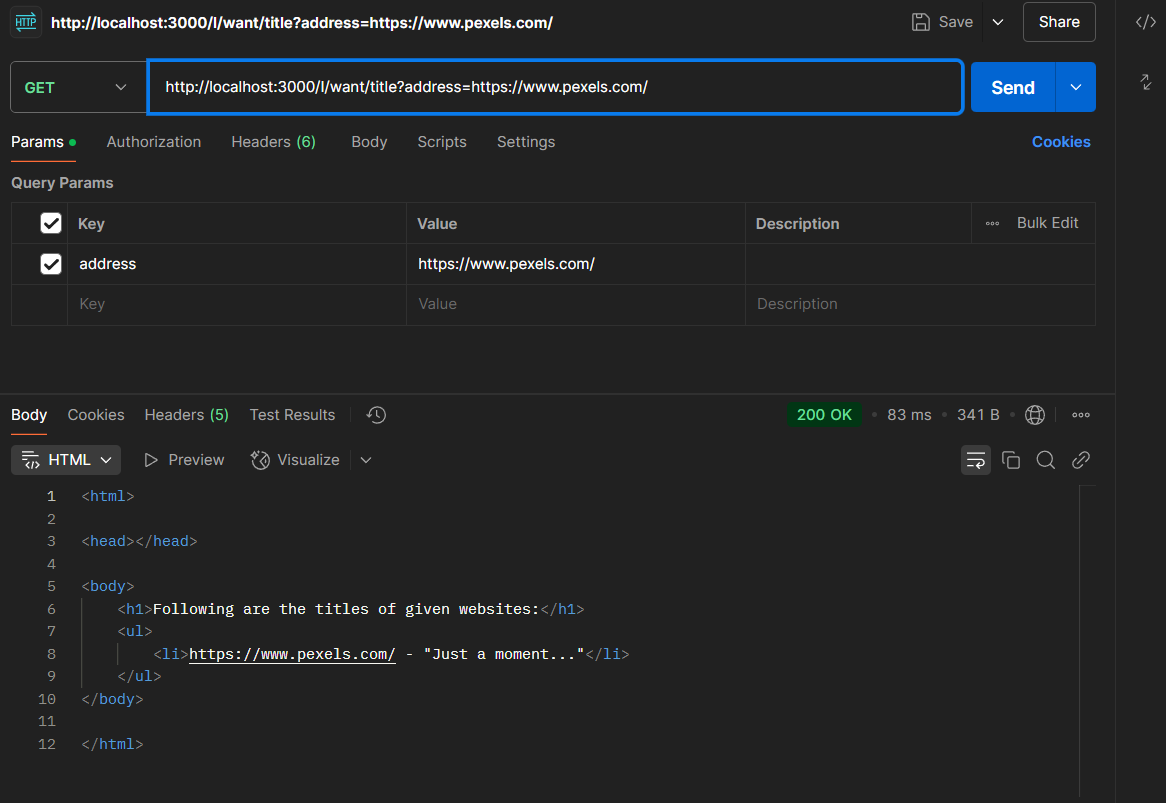 HTTP http://localhost:3000/I/want/title?address=https://www.pexels.com/ Save Share
GET http://localhost:3000/I/want/title?address=https://www.pexels.com/ Send
Params Authorization Headers (6) Body Scripts Settings Cookies
Query Params
Key Value Description Bulk Edit
address https://www.pexels.com/
Key Value Description
Body Cookies Headers (5) Test Results 200 OK 83 ms 341 B
HTML Preview Visualize
1 <html>
2
3 <head></head>
4
5 <body>
6 <h1>Following are the titles of given websites:</h1>
7 <ul>
8 <li>https://www.pexels.com/ - "Just a moment..."</li>
9 </ul>
10 </body>
11
12 </html>